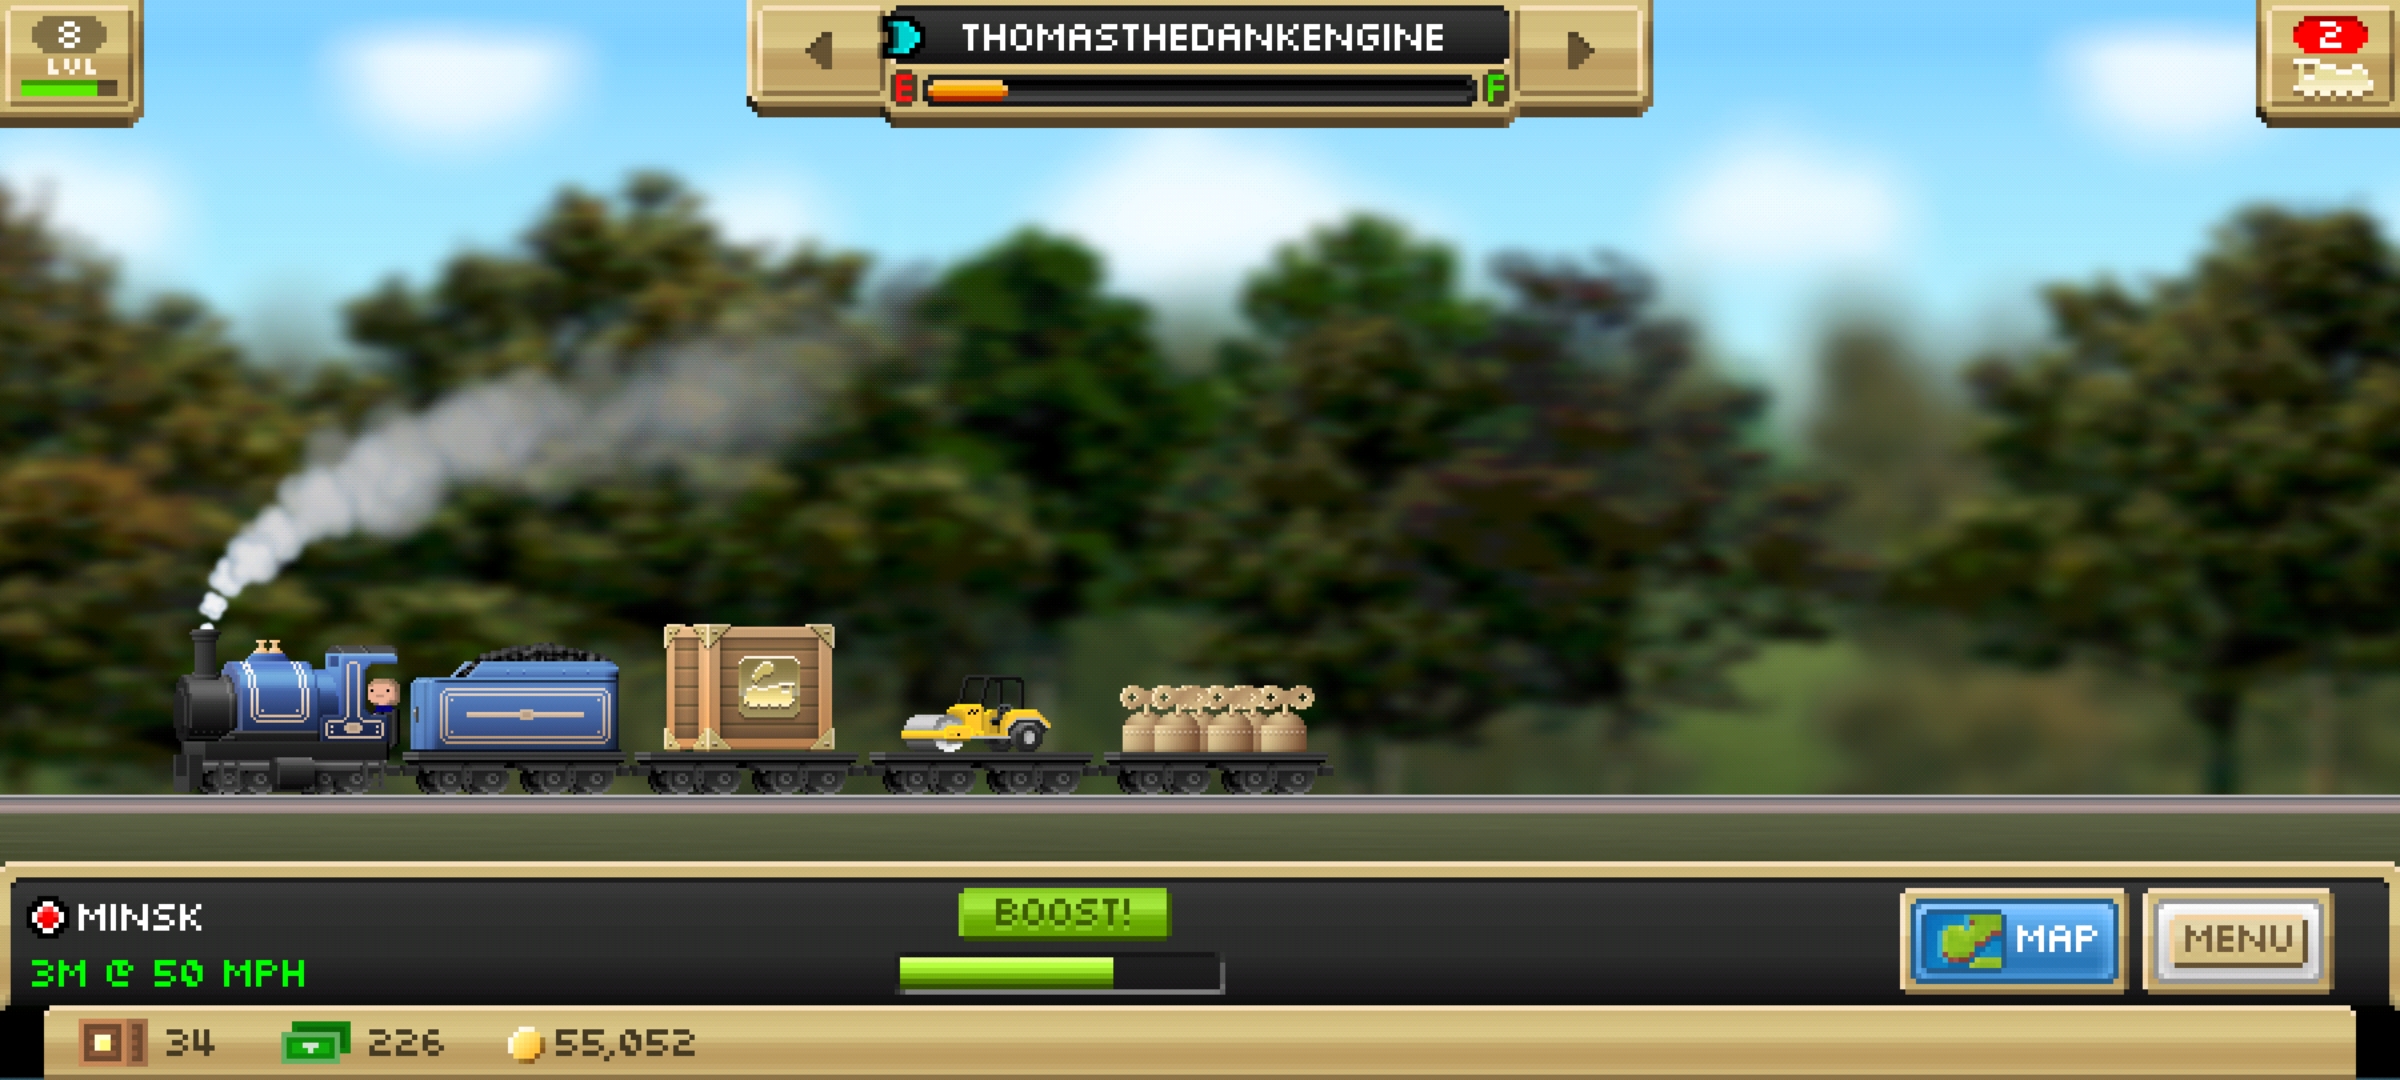 8
LVL
THOMASTHEDANKENGINE
E F
2
MINSK
3M @ 50 MPH
BOOST!
MAP
MENU
34
226
55,052